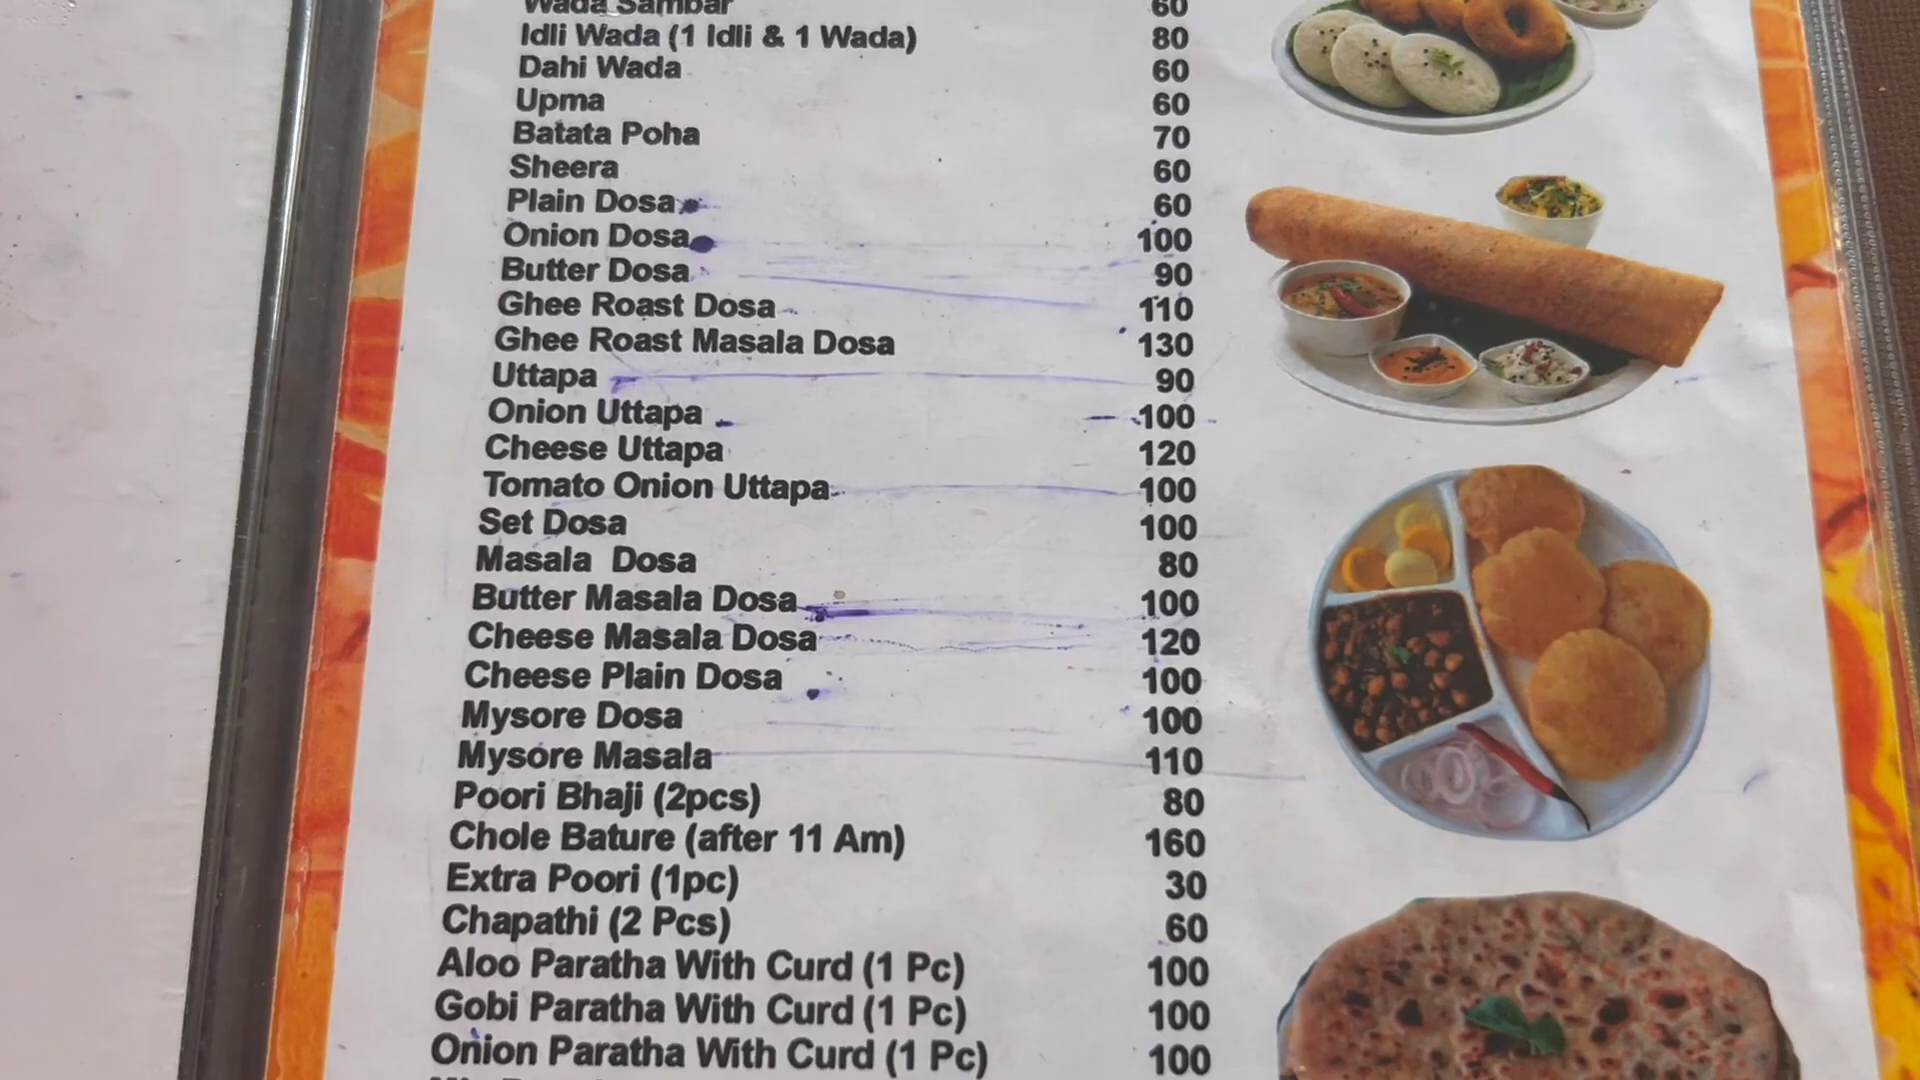 Wada Sambar 60
Idli Wada (1 Idli & 1 Wada) 80
Dahi Wada 60
Upma 60
Batata Poha 70
Sheera 60
Plain Dosa 60
Onion Dosa 100
Butter Dosa 90
Ghee Roast Dosa 110
Ghee Roast Masala Dosa 130
Uttapa 90
Onion Uttapa 100
Cheese Uttapa 120
Tomato Onion Uttapa 100
Set Dosa 100
Masala Dosa 80
Butter Masala Dosa 100
Cheese Masala Dosa 120
Cheese Plain Dosa 100
Mysore Dosa 100
Mysore Masala 110
Poori Bhaji (2pcs) 80
Chole Bature (after 11 Am) 160
Extra Poori (1pc) 30
Chapathi (2 Pcs) 60
Aloo Paratha With Curd (1 Pc) 100
Gobi Paratha With Curd (1 Pc) 100
Onion Paratha With Curd (1 Pc) 100